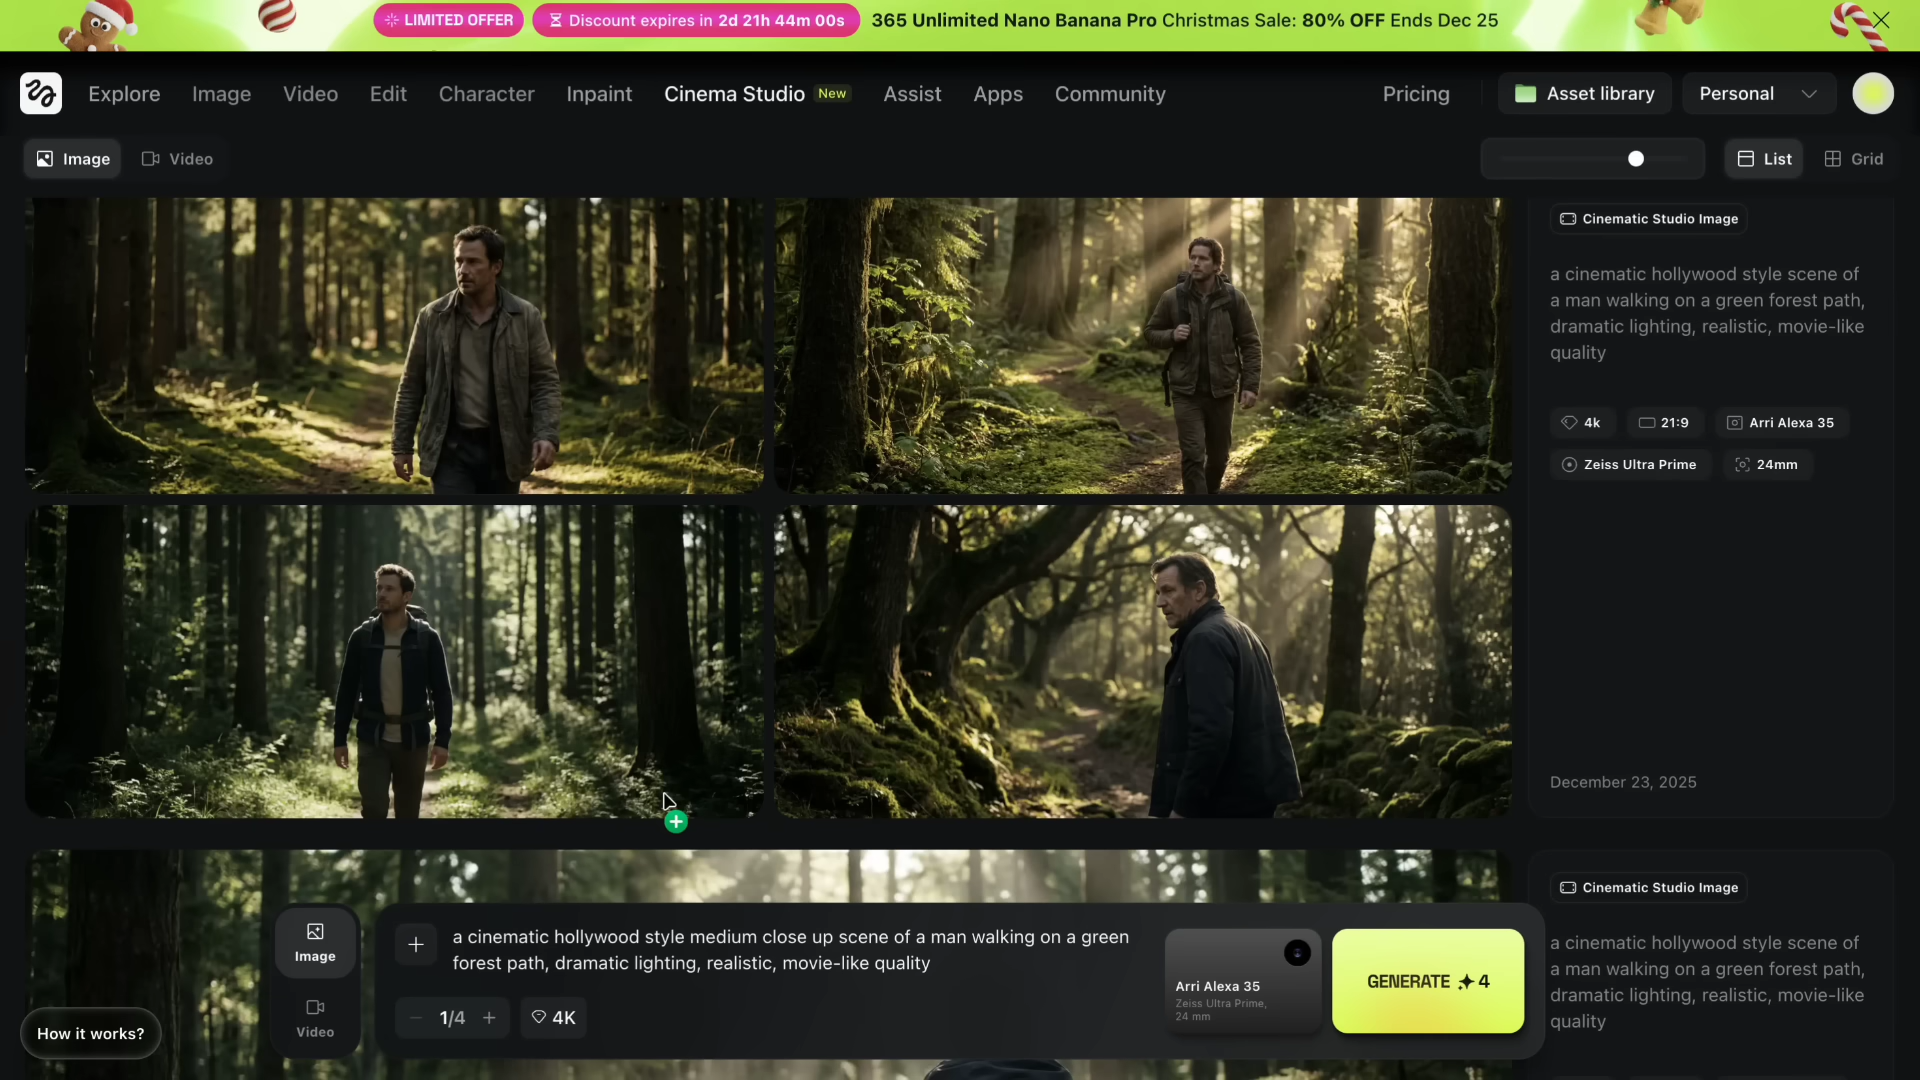 LIMITED OFFER
Discount expires in 2d 21h 44m 00s
365 Unlimited Nano Banana Pro Christmas Sale: 80% OFF Ends Dec 25
Explore
Image
Video
Edit
Character
Inpaint
Cinema Studio New
Assist
Apps
Community
Pricing
Asset library
Personal
Image
Video
List
Grid
Cinematic Studio Image
a cinematic hollywood style scene of
a man walking on a green forest path,
dramatic lighting, realistic, movie-like
quality
4k
21:9
Arri Alexa 35
Zeiss Ultra Prime
24mm
December 23, 2025
Cinematic Studio Image
a cinematic hollywood style scene of
a man walking on a green forest path,
dramatic lighting, realistic, movie-like
quality
Image
Video
a cinematic hollywood style medium close up scene of a man walking on a green
forest path, dramatic lighting, realistic, movie-like quality
1/4
4K
Arri Alexa 35
Zeiss Ultra Prime,
24 mm
GENERATE 4
How it works?